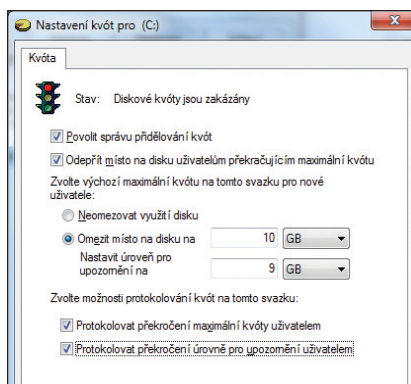 Nastavení kvót pro (C:)
Kvóta
Stav: Diskové kvóty jsou zakázány
Povolit správu přidělování kvót
Odepřít místo na disku uživatelům překračujícím maximální kvótu
Zvolte výchozí maximální kvótu na tomto svazku pro nové
uživatele:
Neomezovat využití disku
Omezit místo na disku na 10 GB
Nastavit úroveň pro
upozornění na 9 GB
Zvolte možnosti protokolování kvót na tomto svazku:
Protokolovat překročení maximální kvóty uživatelem
Protokolovat překročení úrovně pro upozornění uživatelem